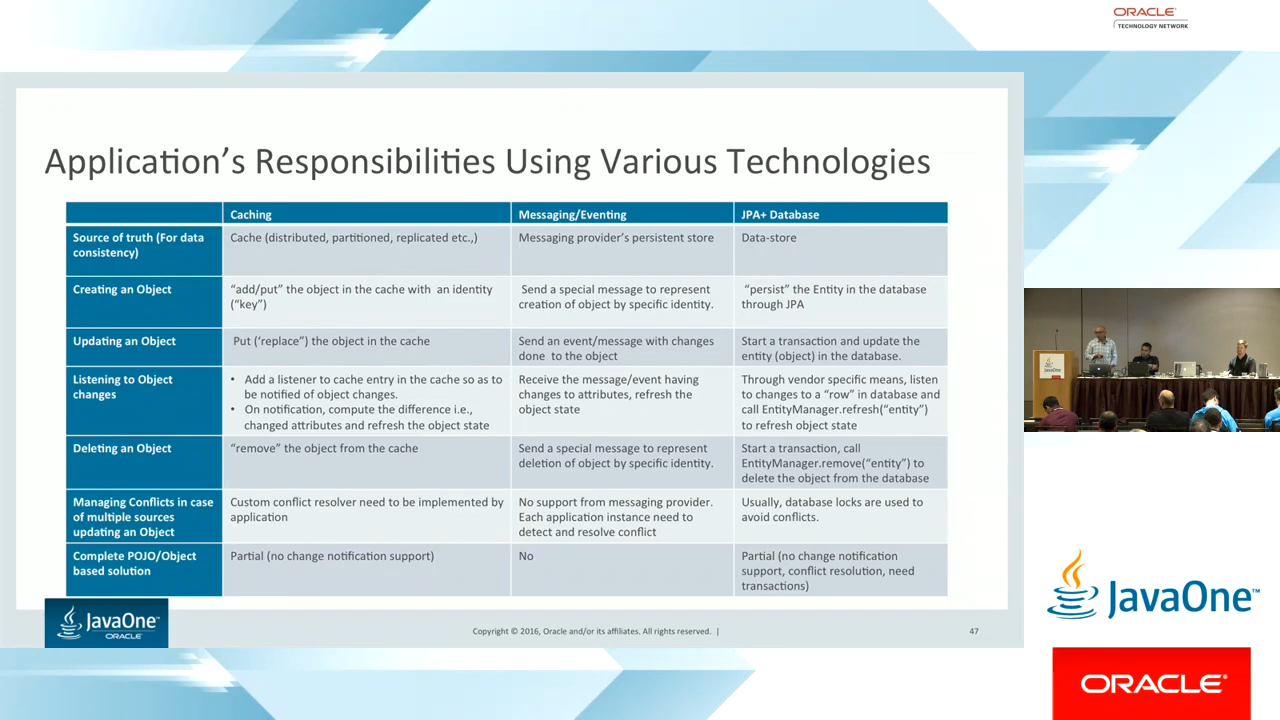 ORACLE
TECHNOLOGY NETWORK
Application's Responsibilities Using Various Technologies
Caching
Messaging/Eventing
JPA+ Database
Source of truth (For data
consistency)
Cache (distributed, partitioned, replicated etc.,)
Messaging provider's persistent store
Data-store
Creating an Object
“add/put” the object in the cache with an identity
(“key”)
Send a special message to represent
creation of object by specific identity.
“persist” the Entity in the database
through JPA
Updating an Object
Put (‘replace”) the object in the cache
Send an event/message with changes
done to the object
Start a transaction and update the
entity (object) in the database.
Listening to Object
changes
• Add a listener to cache entry in the cache so as to
be notified of object changes.
• On notification, compute the difference i.e.,
changed attributes and refresh the object state
Receive the message/event having
changes to attributes, refresh the
object state
Through vendor specific means, listen
to changes to a “row” in database and
call EntityManager.refresh(“entity”)
to refresh object state
Deleting an Object
“remove” the object from the cache
Send a special message to represent
deletion of object by specific identity.
Start a transaction, call
EntityManager.remove(“entity”) to
delete the object from the database
Managing Conflicts in case
of multiple sources
updating an Object
Custom conflict resolver need to be implemented by
application
No support from messaging provider.
Each application instance need to
detect and resolve conflict
Usually, database locks are used to
avoid conflicts.
Complete POJO/Object
based solution
Partial (no change notification support)
No
Partial (no change notification
support, conflict resolution, need
transactions)
JavaOne™
ORACLE
Copyright © 2016, Oracle and/or its affiliates. All rights reserved. |
47
JavaOne™
ORACLE®